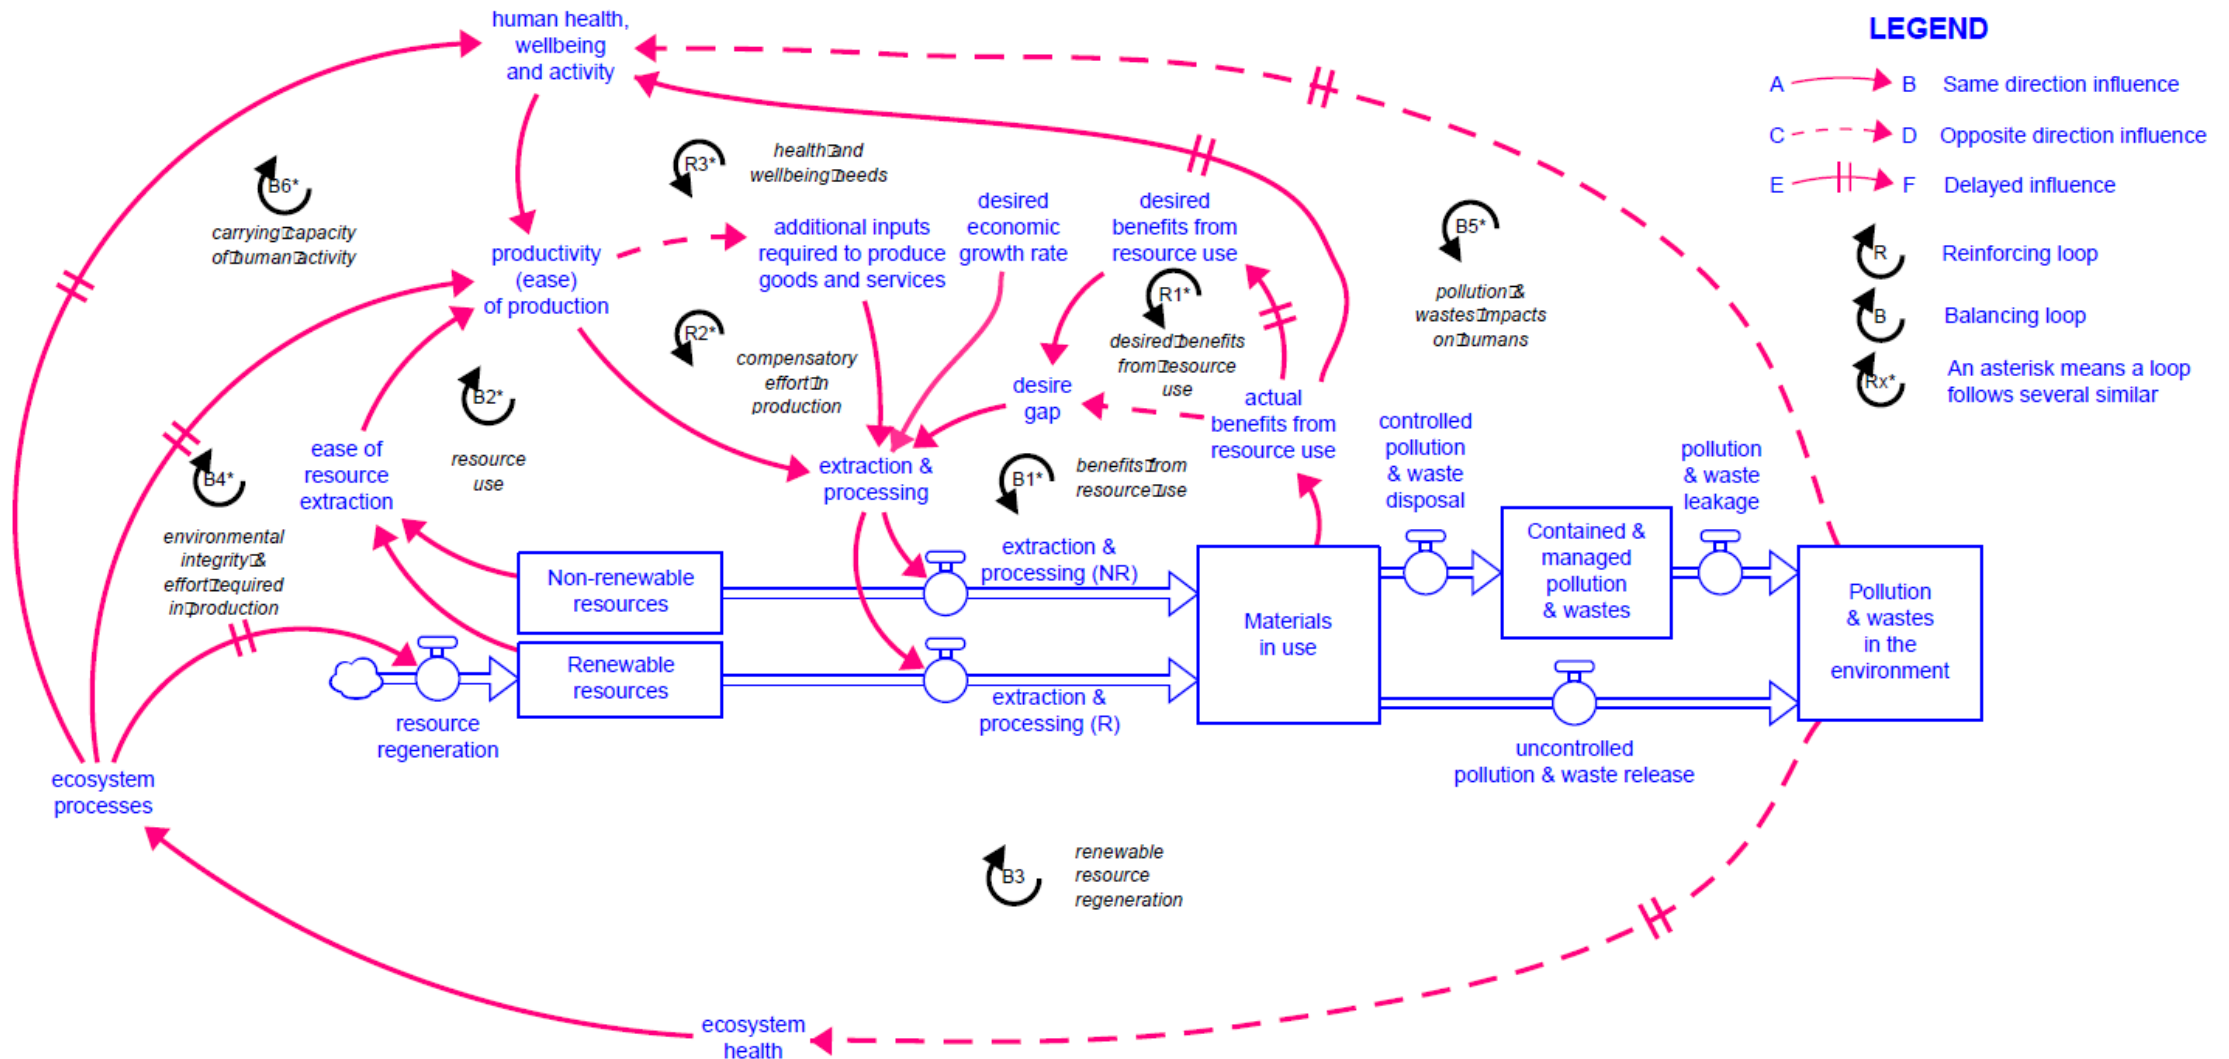 human health,
wellbeing
and activity
LEGEND
A
B
Same direction influence
C
D
Opposite direction influence
E
F
Delayed influence
R
Reinforcing loop
B
Balancing loop
Rx*
An asterisk means a loop
follows several similar
R3*
health and
wellbeing needs
B6*
carrying capacity
of human activity
productivity
(ease)
of production
additional inputs
required to produce
goods and services
desired
economic
growth rate
desired
benefits from
resource use
B5*
pollution &
wastes impacts
on humans
R1*
desired benefits
from resource
use
R2*
compensatory
effort in
production
B2*
resource
use
desire
gap
actual
benefits from
resource use
ease of
resource
extraction
extraction &
processing
B1*
benefits from
resource use
controlled
pollution
& waste
disposal
pollution
& waste
leakage
B4*
environmental
integrity &
effort required
in production
Non-renewable
resources
extraction &
processing (NR)
Materials
in use
Contained &
managed
pollution
& wastes
Pollution
& wastes
in the
environment
Renewable
resources
resource
regeneration
extraction &
processing (R)
uncontrolled
pollution & waste release
ecosystem
processes
B3
renewable
resource
regeneration
ecosystem
health